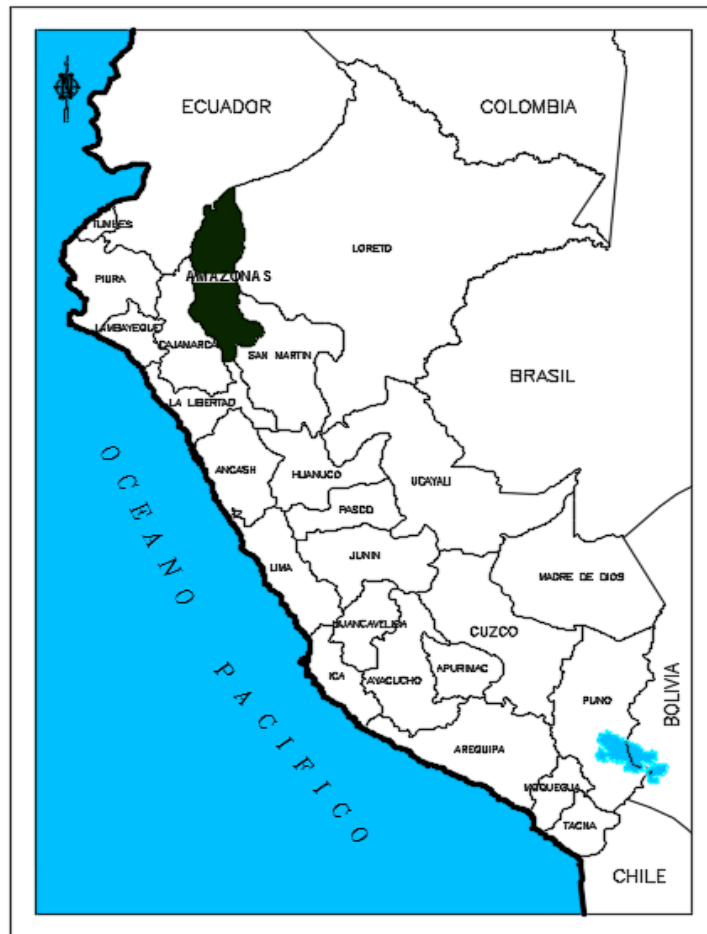 N
ECUADOR
COLOMBIA
TUMBES
LORETO
PIURA
AMAZONAS
LAMBAYEQUE
CAJAMARCA
SAN MARTIN
BRASIL
LA LIBERTAD
ANCASH
HUANUCO
UCAYALI
PASCO
OCEANO PACIFICO
LIMA
JUNIN
MADRE DE DIOS
HUANCAVELICA
CUZCO
ICA
AYACUCHO
APURIMAC
PUNO
BOLIVIA
AREQUIPA
MOQUEGUA
TACNA
CHILE